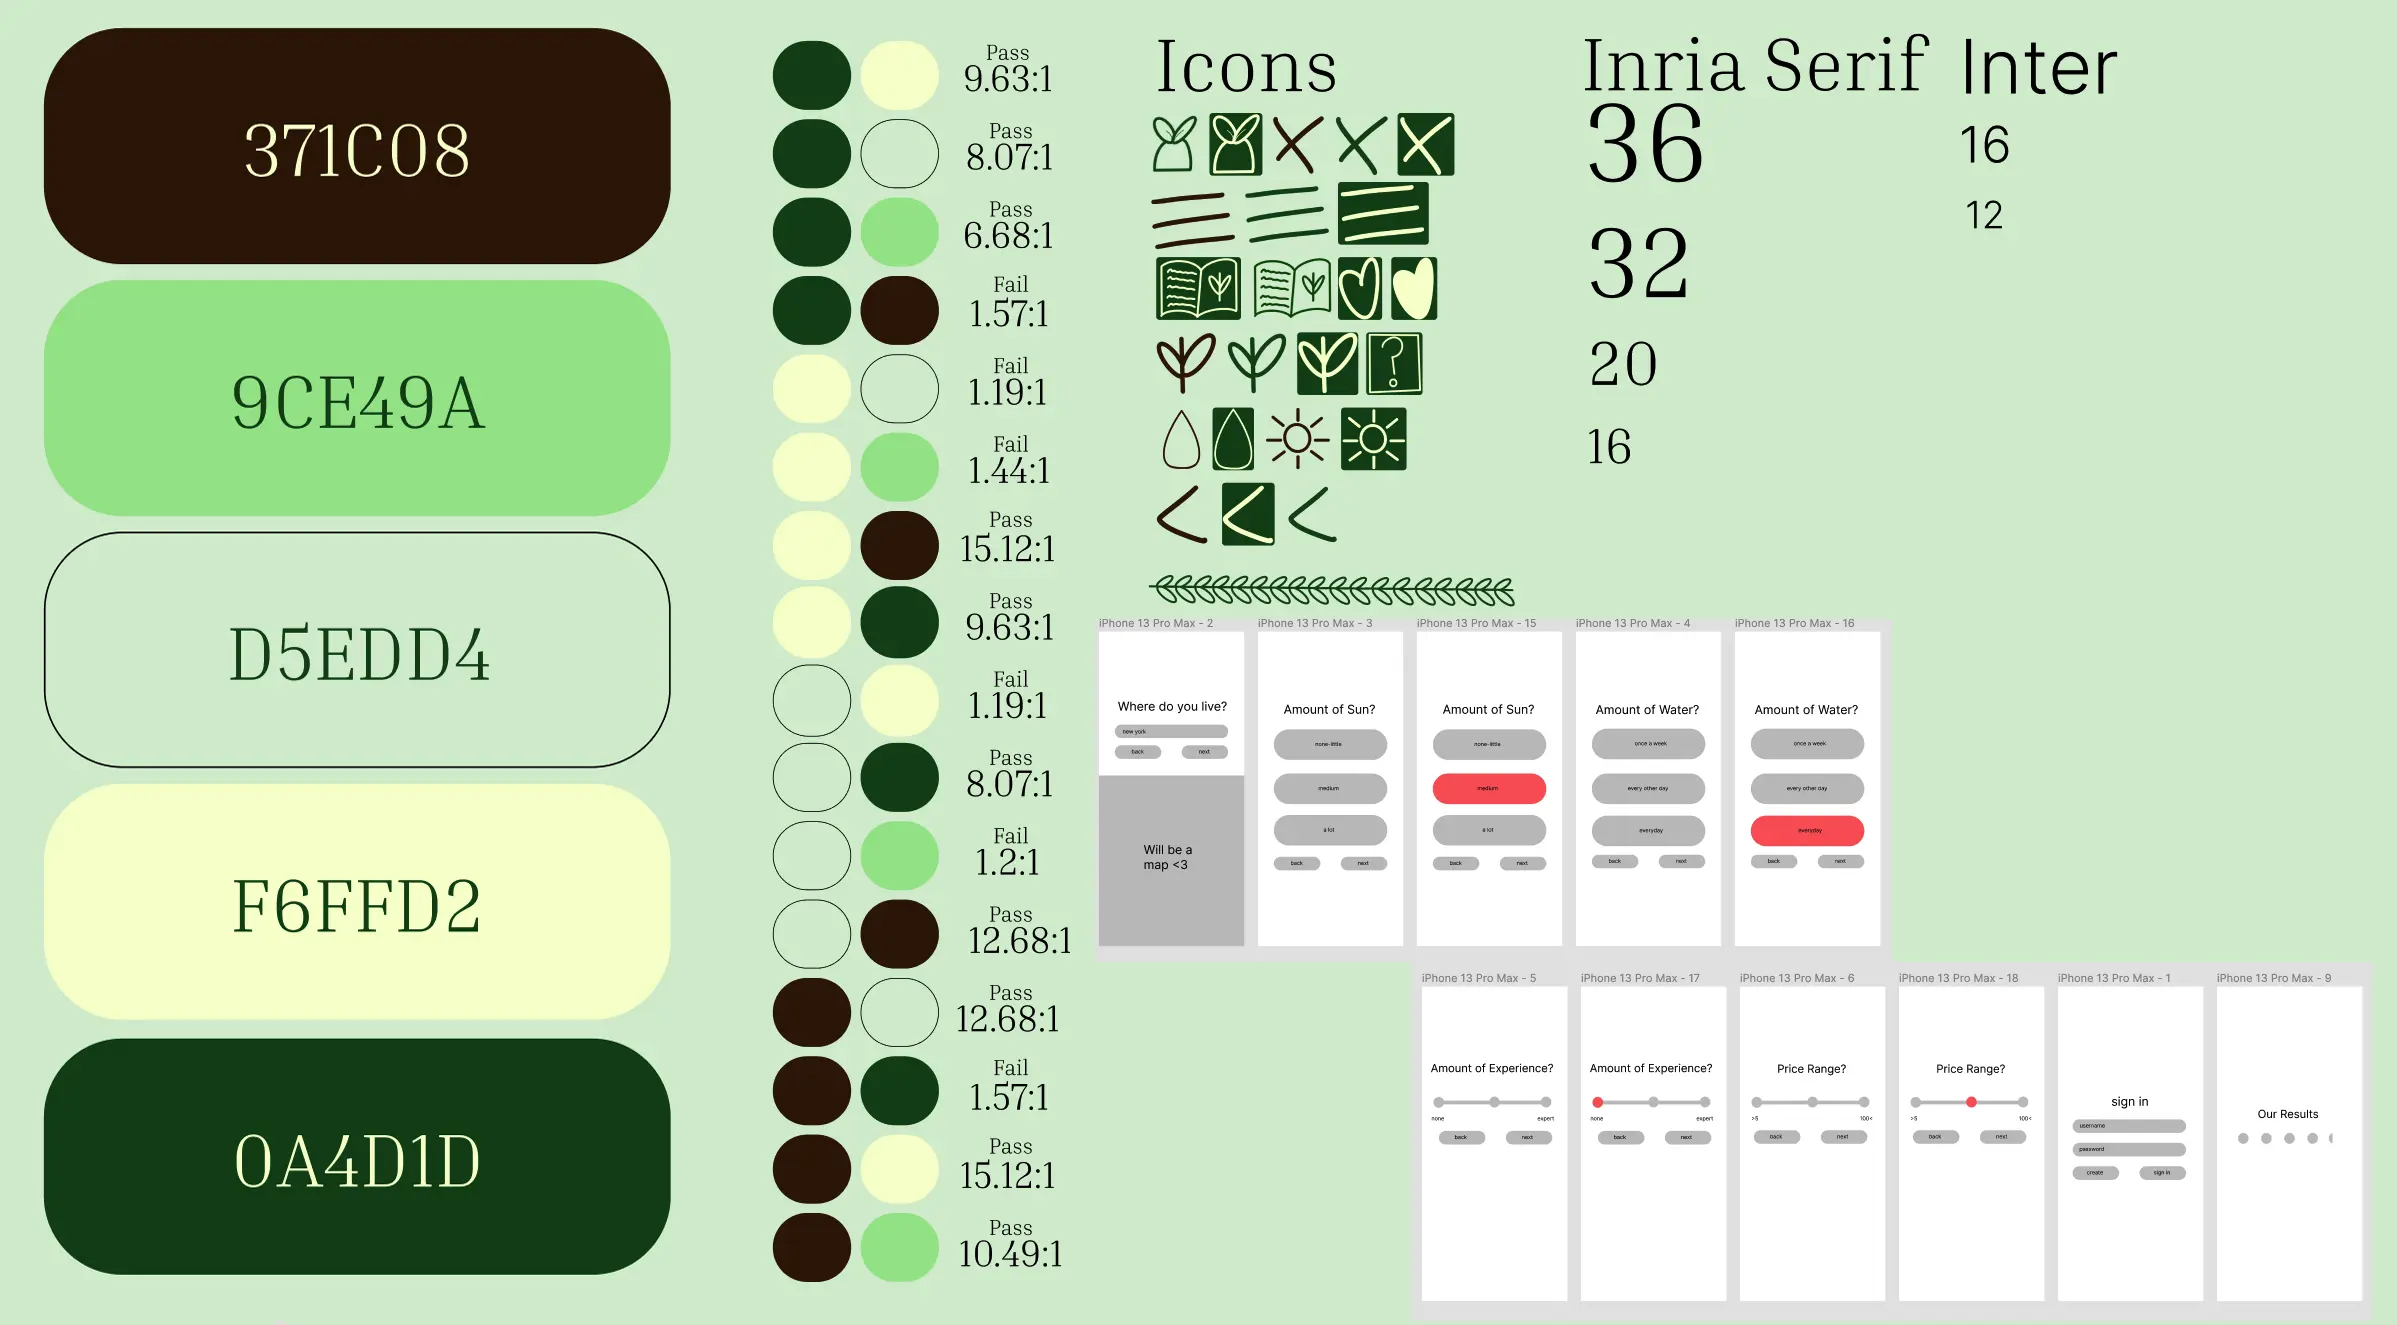 371C08
9CE49A
D5EDD4
F6FFD2
0A4D1D
Pass
9.63:1
Pass
8.07:1
Pass
6.68:1
Fail
1.57:1
Fail
1.19:1
Fail
1.44:1
Pass
15.12:1
Pass
9.63:1
Fail
1.19:1
Pass
8.07:1
Fail
1.2:1
Pass
12.68:1
Pass
12.68:1
Fail
1.57:1
Pass
15.12:1
Pass
10.49:1
Icons
?
Inria Serif
36
32
20
16
Inter
16
12
iPhone 13 Pro Max - 2
Where do you live?
new york
back
next
Will be a
map <3
iPhone 13 Pro Max - 3
Amount of Sun?
none-little
medium
a lot
back
next
iPhone 13 Pro Max - 15
Amount of Sun?
none-little
medium
a lot
back
next
iPhone 13 Pro Max - 4
Amount of Water?
once a week
every other day
everyday
back
next
iPhone 13 Pro Max - 16
Amount of Water?
once a week
every other day
everyday
back
next
iPhone 13 Pro Max - 5
Amount of Experience?
none
expert
back
next
iPhone 13 Pro Max - 17
Amount of Experience?
none
expert
back
next
iPhone 13 Pro Max - 6
Price Range?
>5
100<
back
next
iPhone 13 Pro Max - 18
Price Range?
>5
100<
back
next
iPhone 13 Pro Max - 1
sign in
username
password
create
sign in
iPhone 13 Pro Max - 9
Our Results